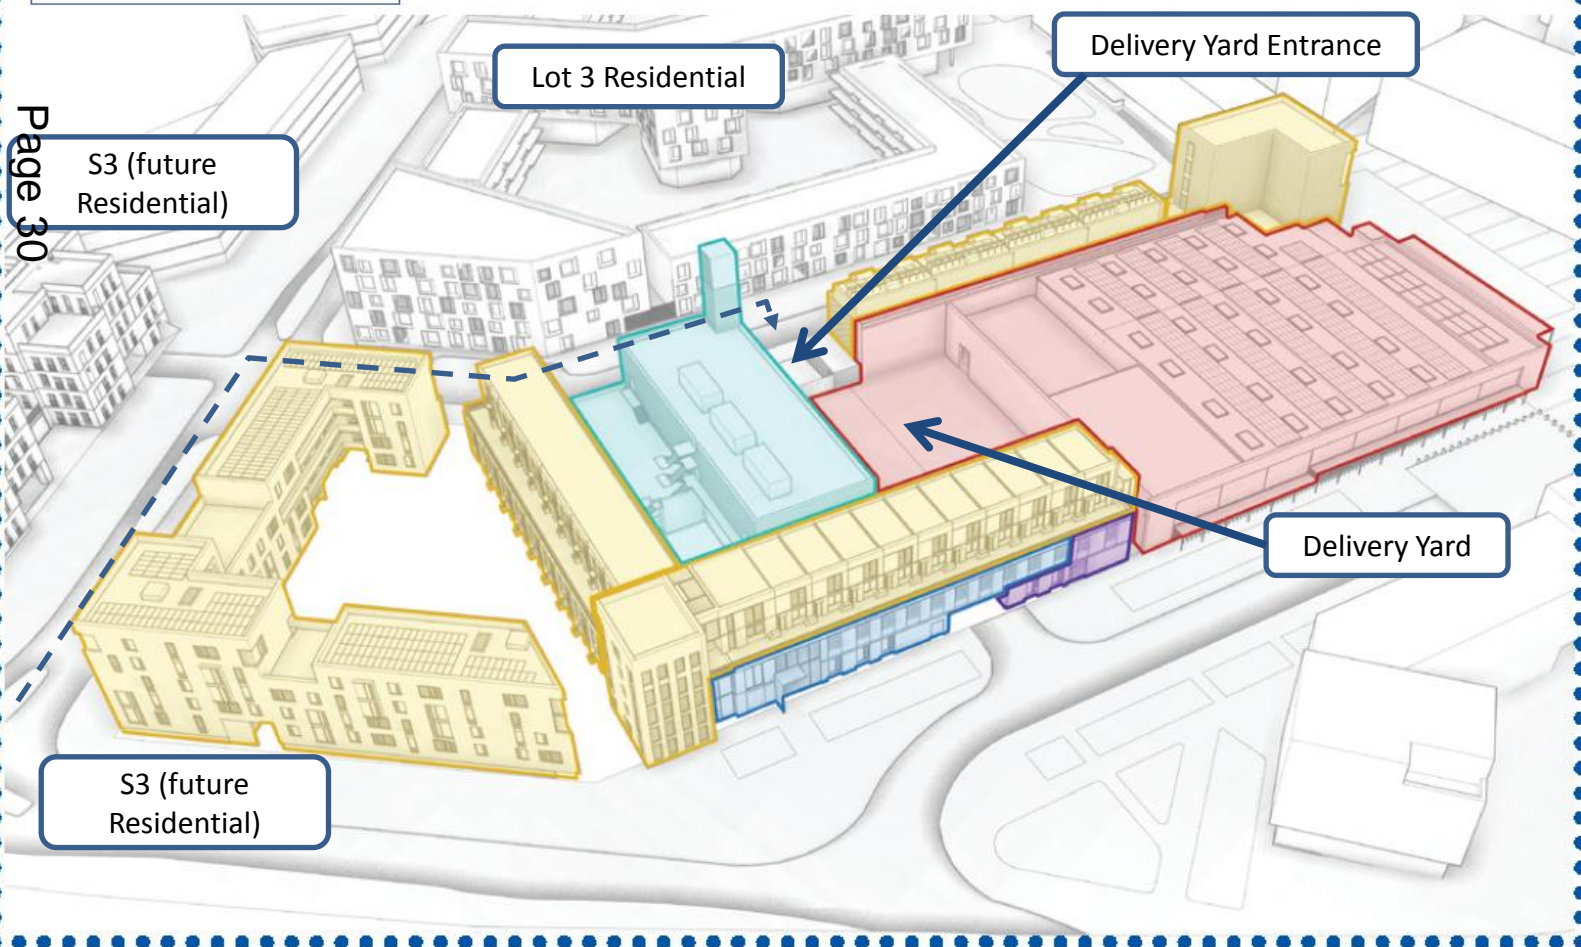 Delivery Yard Entrance
Lot 3 Residential
Page 30
S3 (future
Residential)
Delivery Yard
S3 (future
Residential)